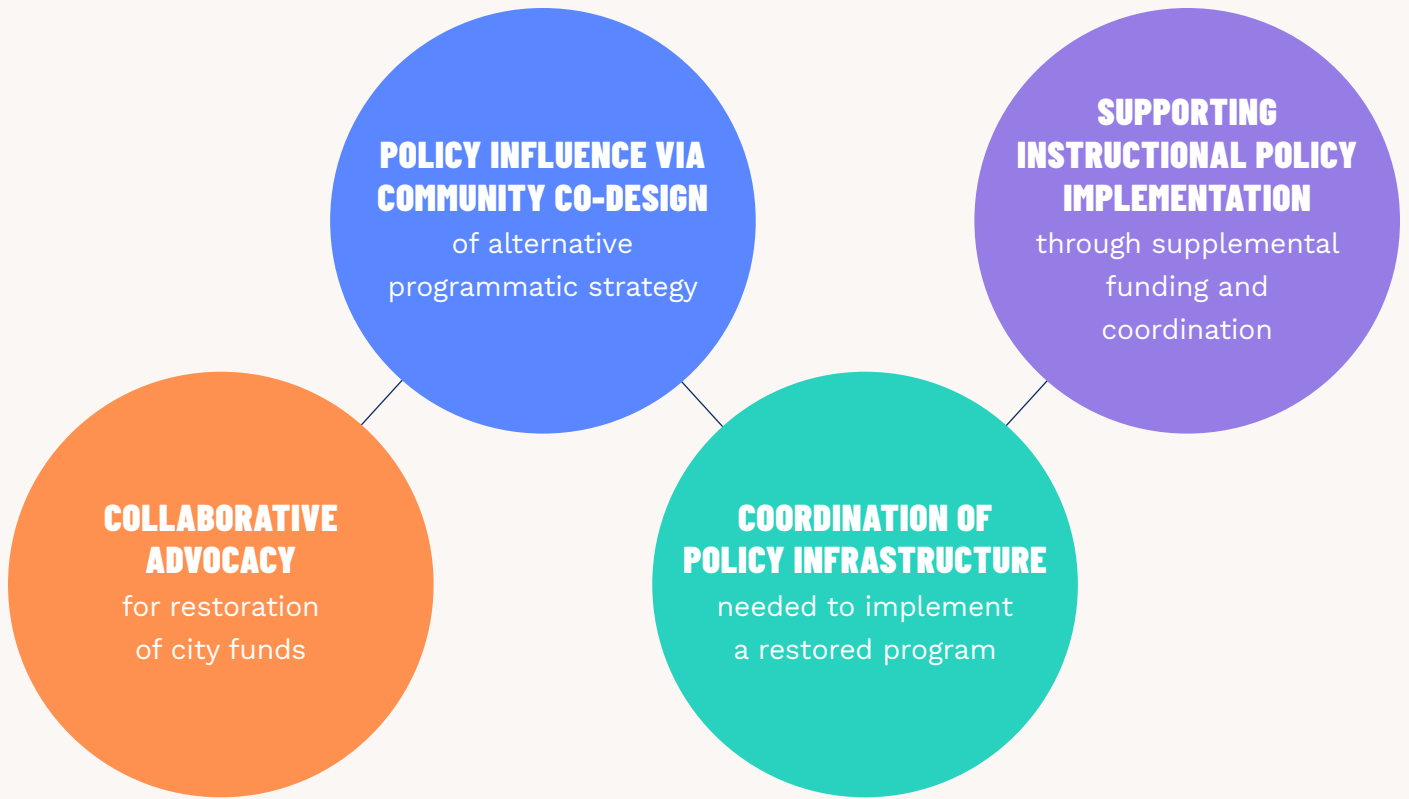 COLLABORATIVE
ADVOCACY
for restoration
of city funds
POLICY INFLUENCE VIA
COMMUNITY CO-DESIGN
of alternative
programmatic strategy
COORDINATION OF
POLICY INFRASTRUCTURE
needed to implement
a restored program
SUPPORTING
INSTRUCTIONAL POLICY
IMPLEMENTATION
through supplemental
funding and
coordination